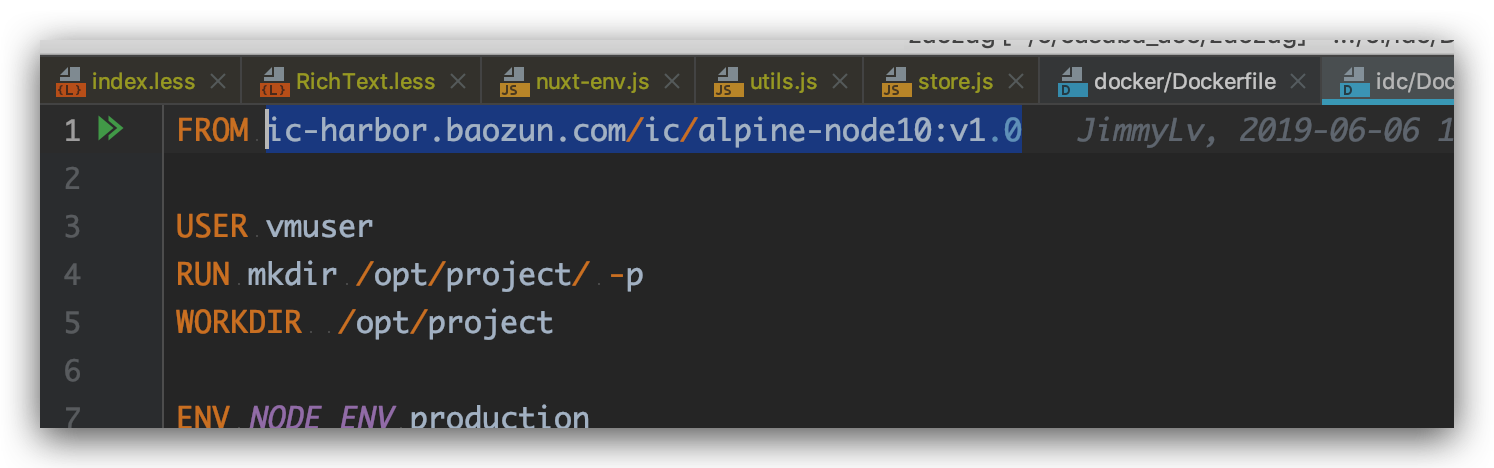 index.less RichText.less nuxt-env.js utils.js store.js docker/Dockerfile idc/Doc
1 FROM ic-harbor.baozun.com/ic/alpine-node10:v1.0 JimmyLv, 2019-06-06 1
2
3 USER vmuser
4 RUN mkdir /opt/project/ -p
5 WORKDIR /opt/project
6
7 ENV NODE_ENV production